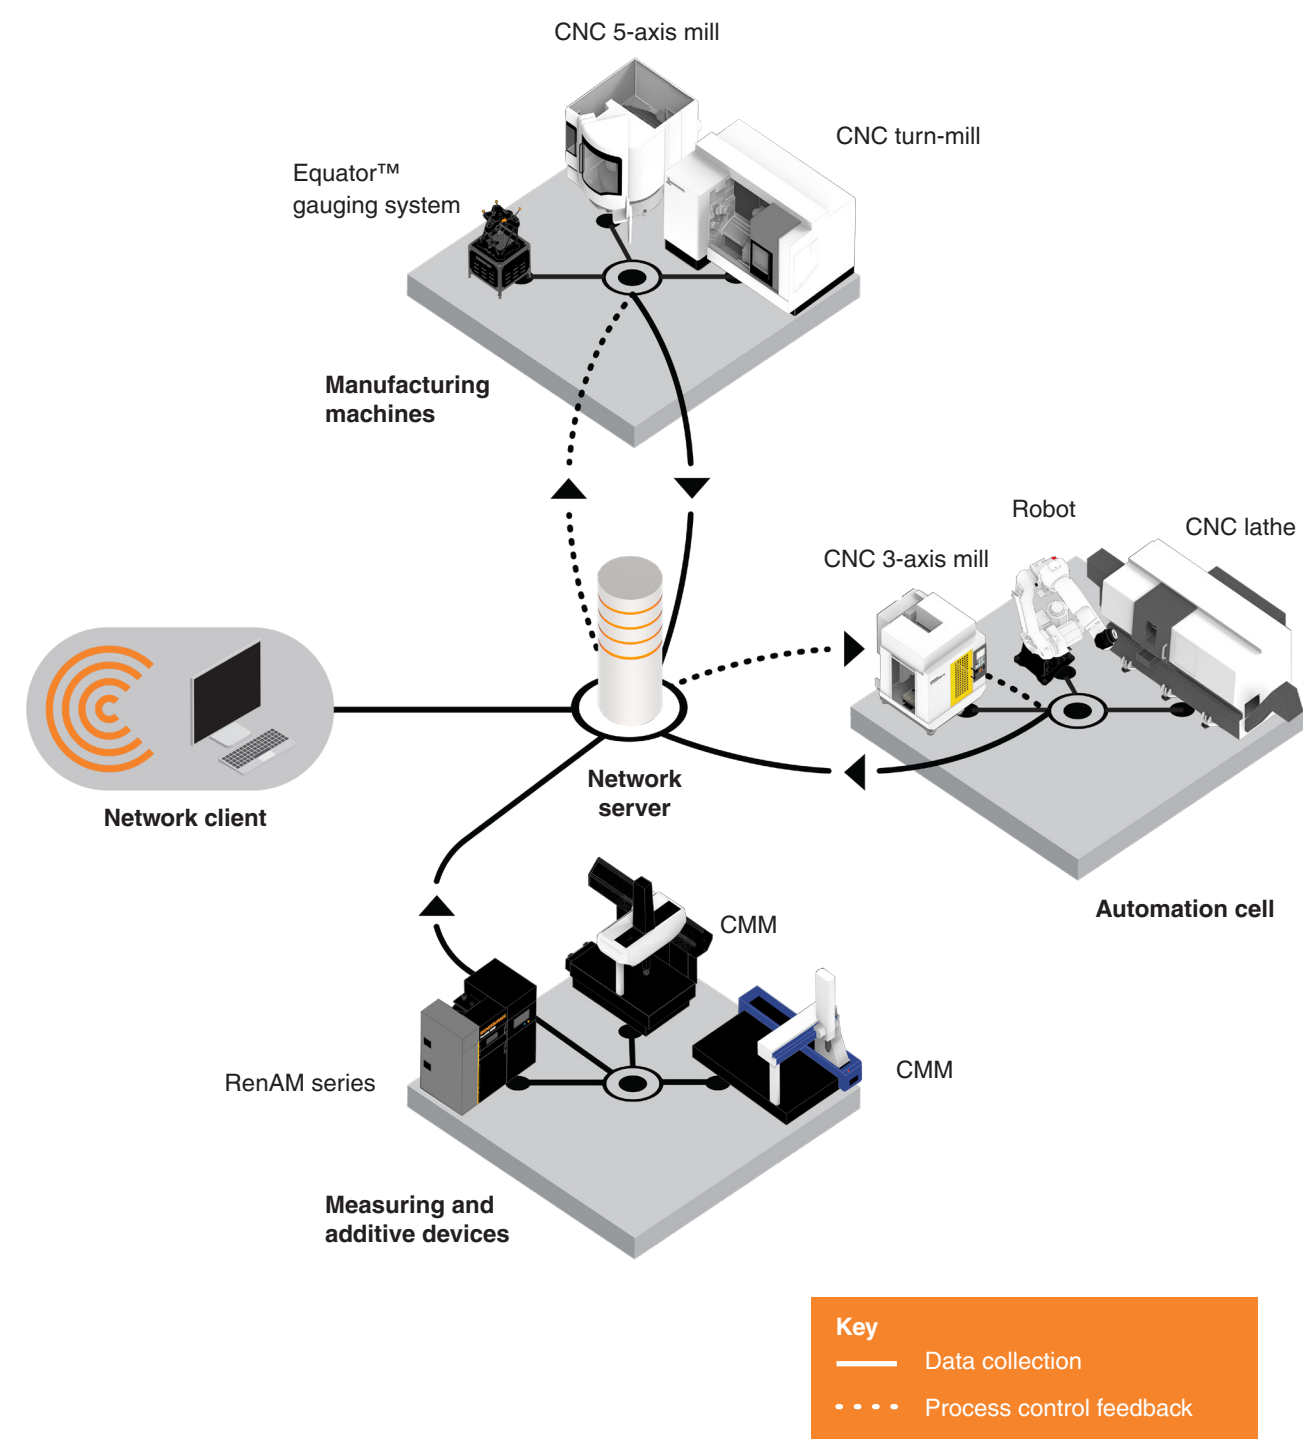 CNC 5-axis mill
CNC turn-mill
Equator™
gauging system
Manufacturing
machines
Robot
CNC lathe
CNC 3-axis mill
Network
server
Network client
Automation cell
CMM
CMM
RenAM series
Measuring and
additive devices
Key
Data collection
Process control feedback